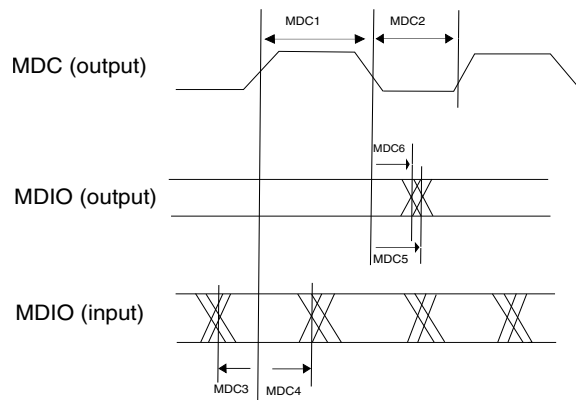 MDC1
MDC2
MDC (output)
MDC6
MDIO (output)
MDC5
MDIO (input)
MDC3
MDC4